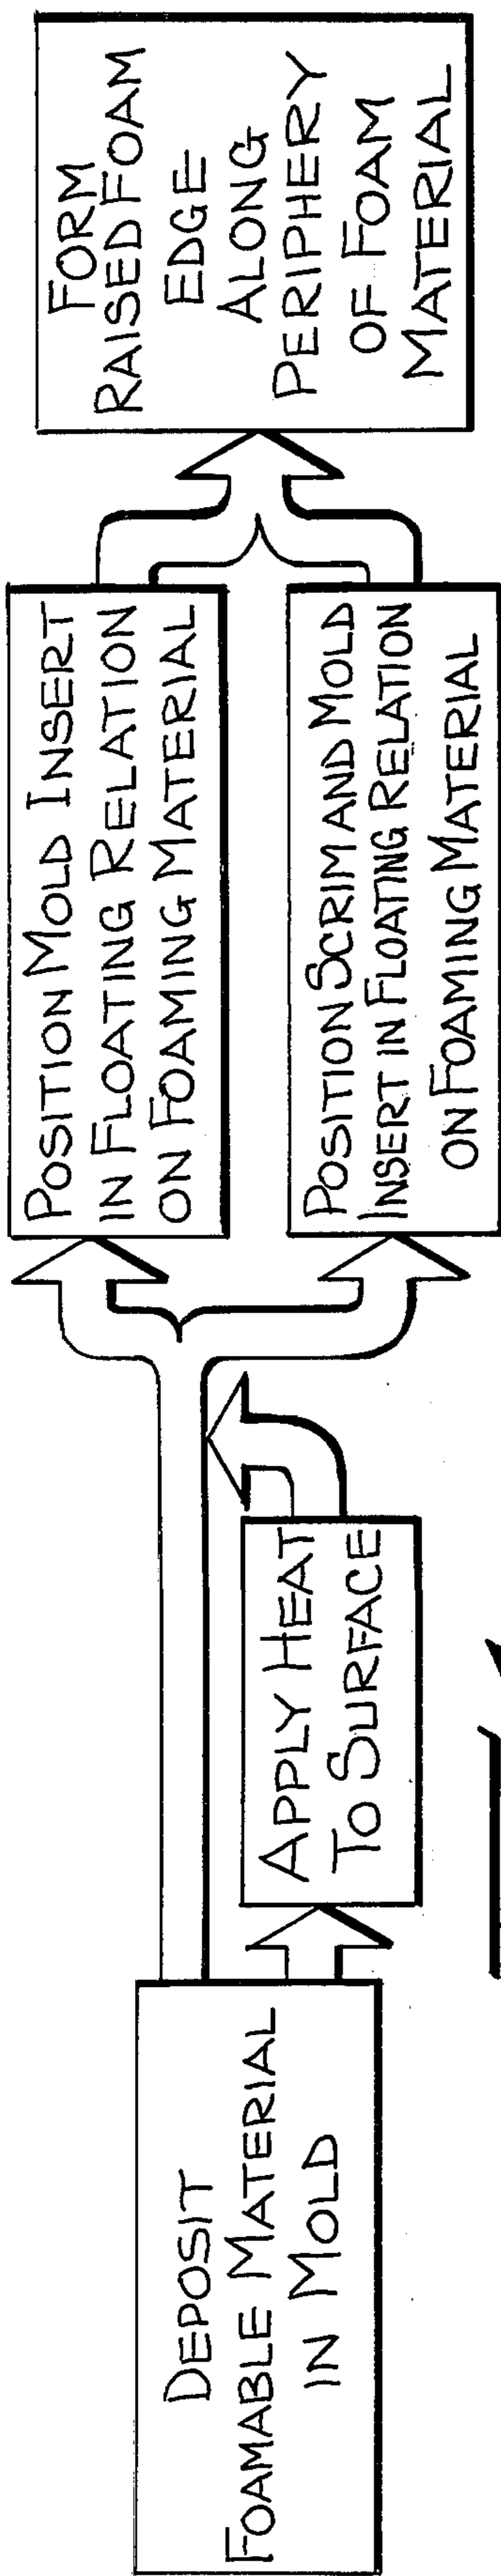 DEPOSIT
FOAMABLE MATERIAL
IN MOLD
APPLY HEAT
TO SURFACE
POSITION MOLD INSERT
IN FLOATING RELATION
ON FOAMING MATERIAL
POSITION SCRIM AND MOLD
INSERT IN FLOATING RELATION
ON FOAMING MATERIAL
FORM
RAISED FOAM
EDGE
ALONG
PERIPHERY
OF FOAM
MATERIAL